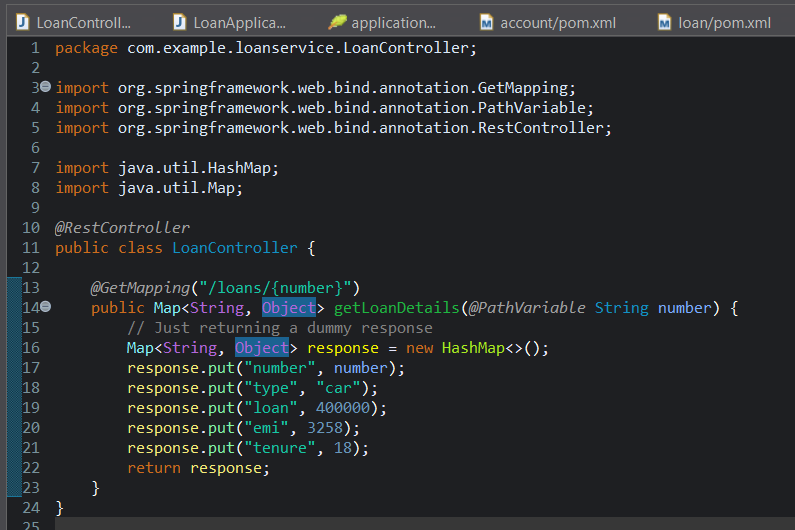 LoanControll... LoanApplica... application... account/pom.xml loan/pom.xml
1 package com.example.loanservice.LoanController;
2
3 import org.springframework.web.bind.annotation.GetMapping;
4 import org.springframework.web.bind.annotation.PathVariable;
5 import org.springframework.web.bind.annotation.RestController;
6
7 import java.util.HashMap;
8 import java.util.Map;
9
10 @RestController
11 public class LoanController {
12
13     @GetMapping("/loans/{number}")
14     public Map<String, Object> getLoanDetails(@PathVariable String number) {
15         // Just returning a dummy response
16         Map<String, Object> response = new HashMap<>();
17         response.put("number", number);
18         response.put("type", "car");
19         response.put("loan", 400000);
20         response.put("emi", 3258);
21         response.put("tenure", 18);
22         return response;
23     }
24 }
25